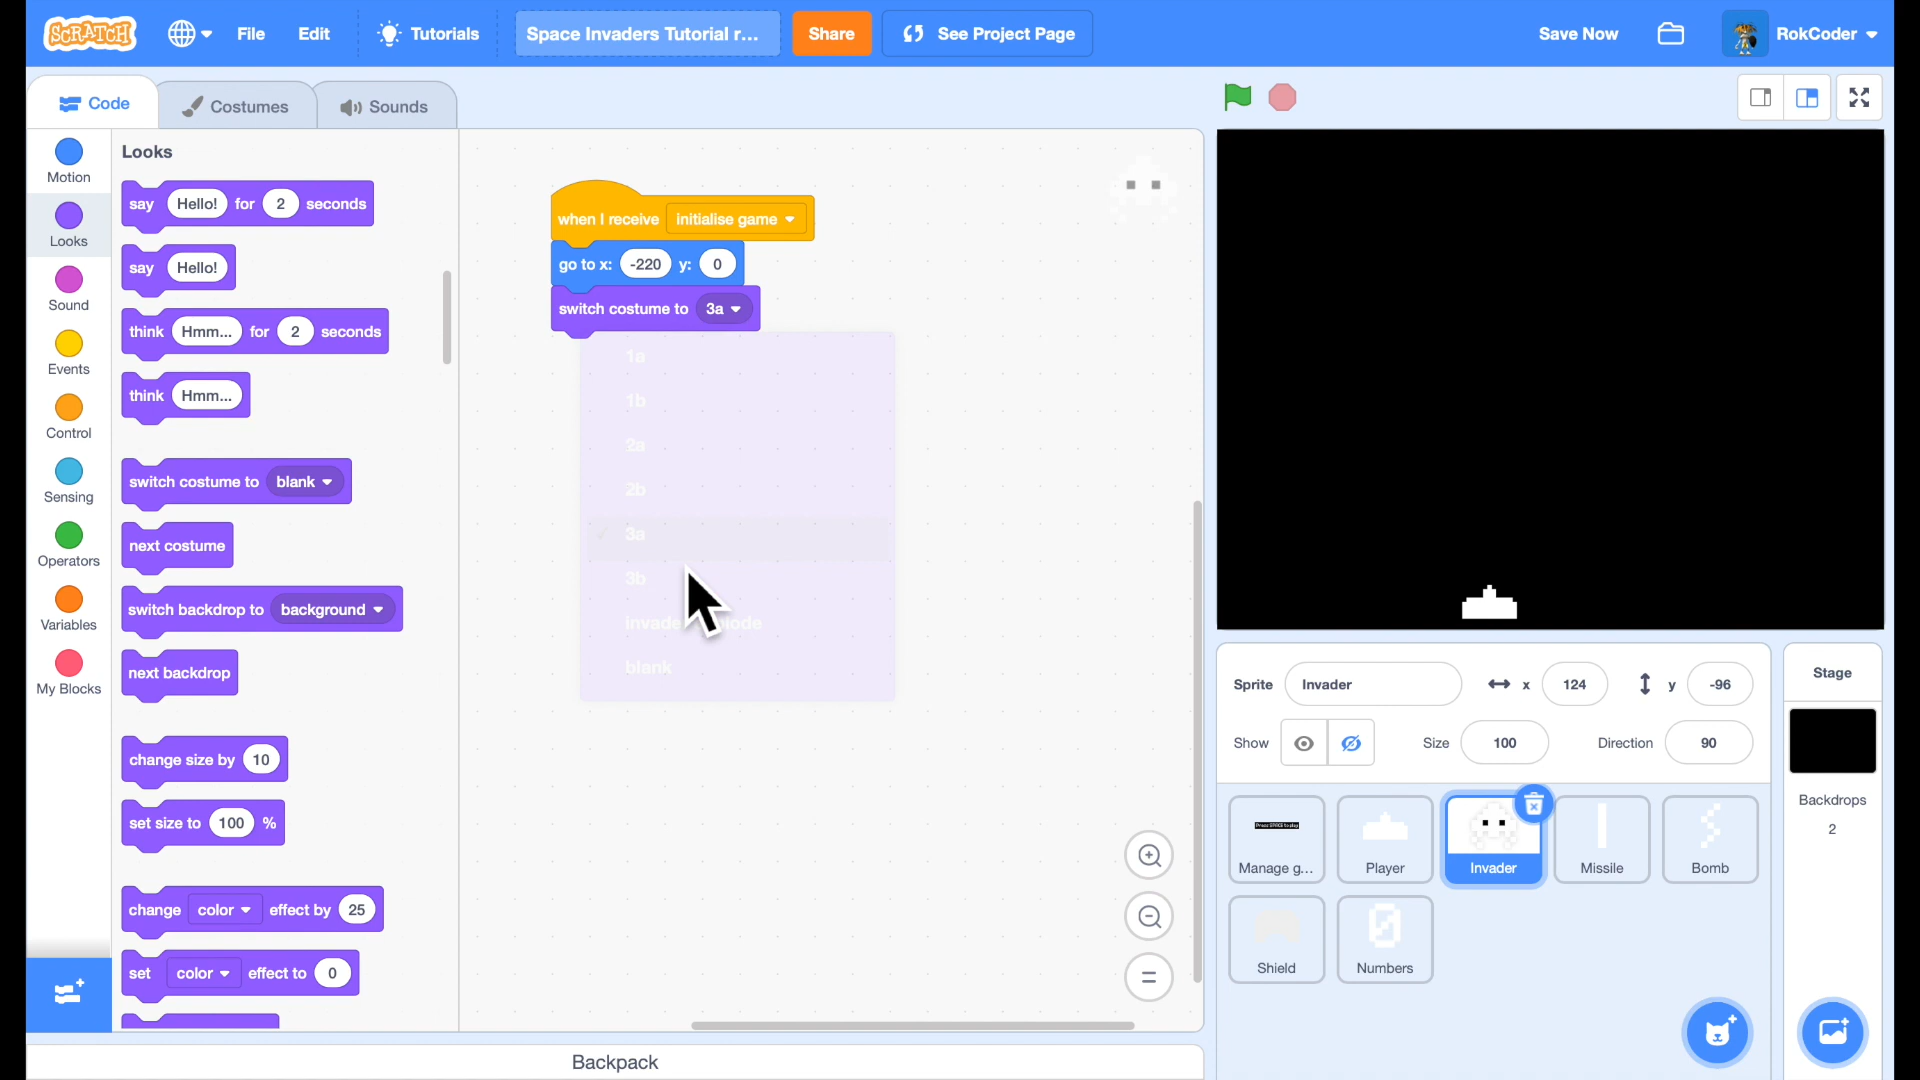 SCRATCH
File
Edit
Tutorials
Space Invaders Tutorial r...
Share
See Project Page
Save Now
RokCoder
Code
Costumes
Sounds
Motion
Looks
Sound
Events
Control
Sensing
Operators
Variables
My Blocks
Looks
say Hello! for 2 seconds
say Hello!
think Hmm... for 2 seconds
think Hmm...
switch costume to blank
next costume
switch backdrop to background
next backdrop
change size by 10
set size to 100 %
change color effect by 25
set color effect to 0
when I receive initialise game
go to x: -220 y: 0
switch costume to 3a
1a
1b
2a
2b
✓ 3a
3b
blank
Backpack
Sprite Invader x 124 y -96
Show Size 100 Direction 90
Manage g...
Press SPACE to play
Player
Invader
Missile
Bomb
Shield
Numbers
Stage
Backdrops
2